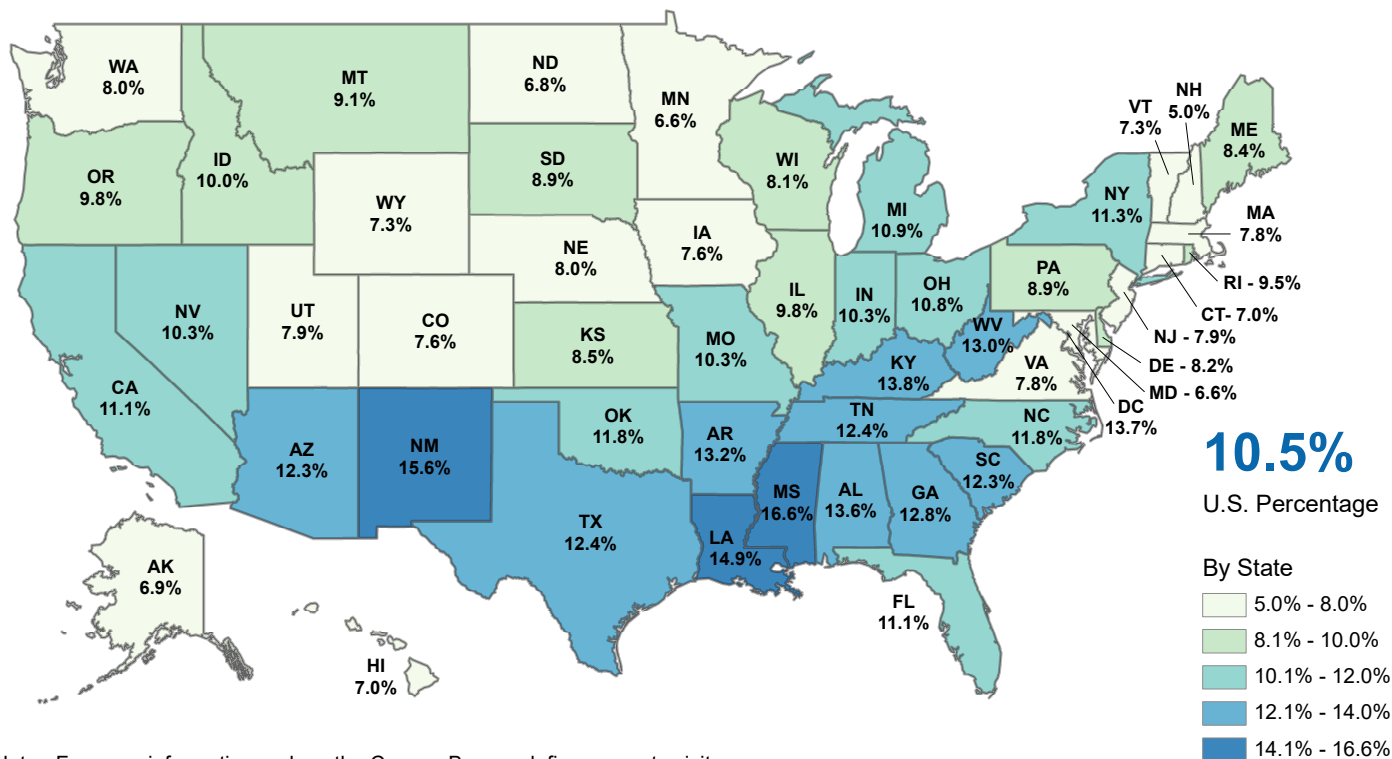 WA
8.0%
MT
9.1%
ND
6.8%
MN
6.6%
OR
9.8%
ID
10.0%
WY
7.3%
SD
8.9%
WI
8.1%
MI
10.9%
NY
11.3%
VT
7.3%
NH
5.0%
ME
8.4%
MA
7.8%
RI - 9.5%
CT- 7.0%
NJ - 7.9%
DE - 8.2%
MD - 6.6%
DC
13.7%
NV
10.3%
UT
7.9%
CO
7.6%
NE
8.0%
IA
7.6%
IL
9.8%
IN
10.3%
OH
10.8%
PA
8.9%
CA
11.1%
KS
8.5%
MO
10.3%
KY
13.8%
WV
13.0%
VA
7.8%
AZ
12.3%
NM
15.6%
OK
11.8%
AR
13.2%
TN
12.4%
NC
11.8%
SC
12.3%
TX
12.4%
LA
14.9%
MS
16.6%
AL
13.6%
GA
12.8%
FL
11.1%
AK
6.9%
HI
7.0%
10.5%
U.S. Percentage
By State
5.0% - 8.0%
8.1% - 10.0%
10.1% - 12.0%
12.1% - 14.0%
14.1% - 16.6%